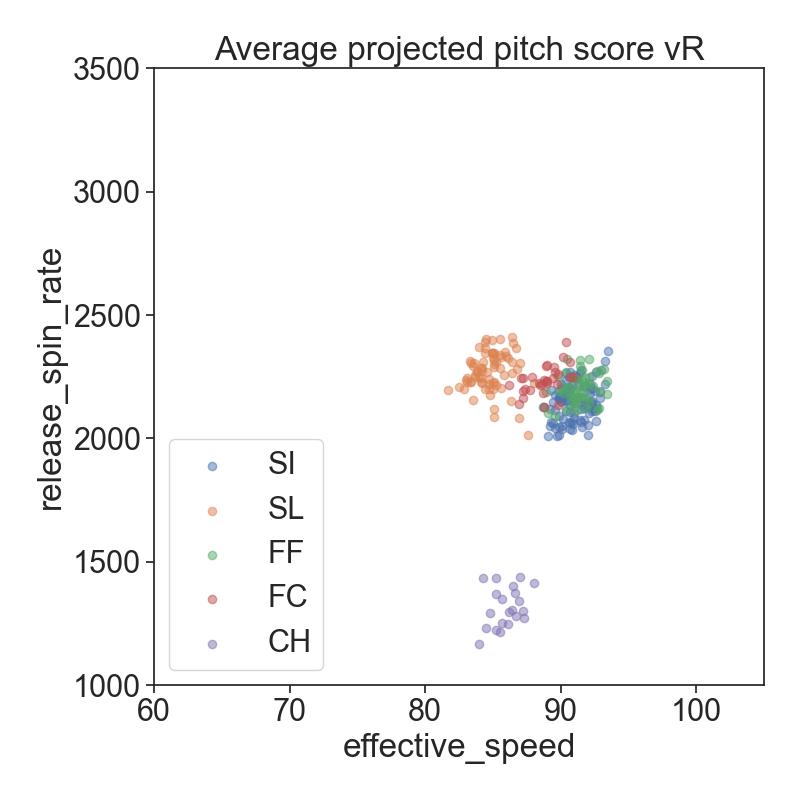 Average projected pitch score vR
3500
3000
2500
2000
1500
1000
release_spin_rate
SI
SL
FF
FC
CH
60
70
80
90
100
effective_speed